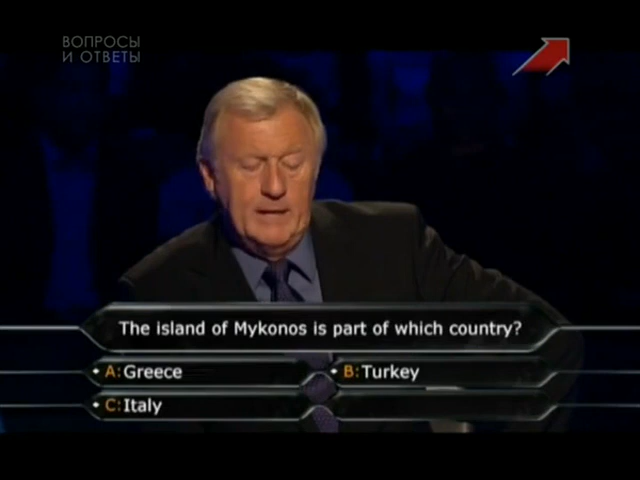 ВОПРОСЫ
И ОТВЕТЫ
The island of Mykonos is part of which country?
A: Greece
B: Turkey
C: Italy